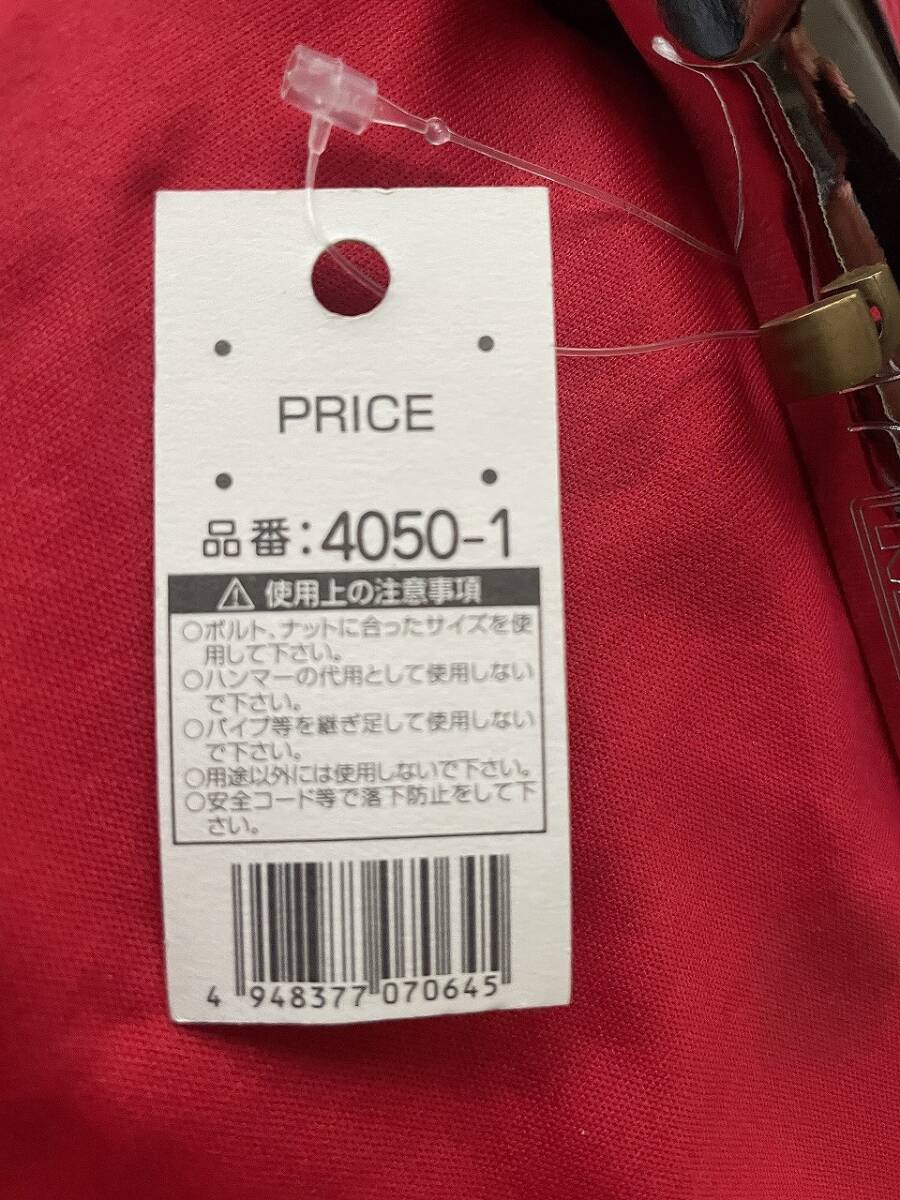 PRICE
品番:4050-1
⚠ 使用上の注意事項
○ボルト、ナットに合ったサイズを使
用して下さい。
○ハンマーの代用として使用しない
で下さい。
○パイプ等を継ぎ足して使用しない
で下さい。
○用途以外には使用しないで下さい。
○安全コード等で落下防止をして下
さい。
4 948377 070645